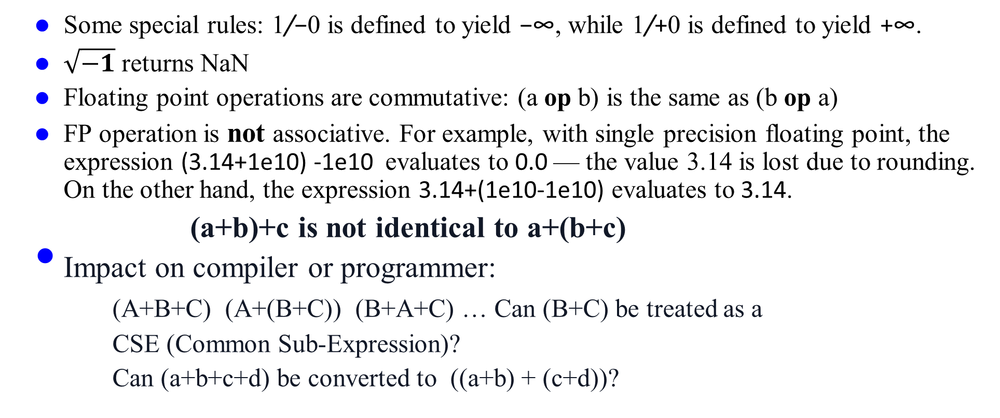 ● Some special rules: 1/−0 is defined to yield −∞, while 1/+0 is defined to yield +∞.
● √−1 returns NaN
● Floating point operations are commutative: (a op b) is the same as (b op a)
● FP operation is not associative. For example, with single precision floating point, the
expression (3.14+1e10) -1e10 evaluates to 0.0 — the value 3.14 is lost due to rounding.
On the other hand, the expression 3.14+(1e10-1e10) evaluates to 3.14.
(a+b)+c is not identical to a+(b+c)
● Impact on compiler or programmer:
(A+B+C) (A+(B+C)) (B+A+C) … Can (B+C) be treated as a
CSE (Common Sub-Expression)?
Can (a+b+c+d) be converted to ((a+b) + (c+d))?